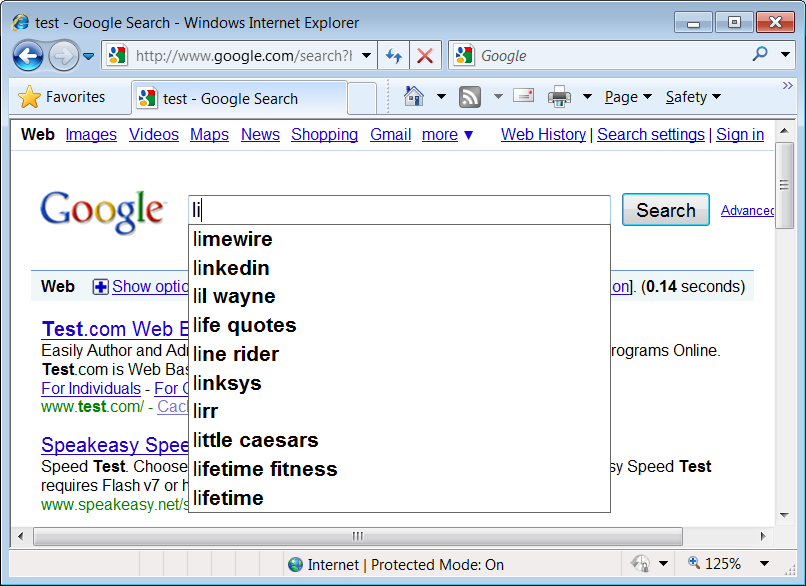 test - Google Search - Windows Internet Explorer
http://www.google.com/search?h
Google
Favorites
test - Google Search
Page
Safety
Web Images Videos Maps News Shopping Gmail more ▼ Web History | Search settings | Sign in
Google
li
Search
Advanced
limewire
linkedin
lil wayne
life quotes
line rider
linksys
lirr
little caesars
lifetime fitness
lifetime
Web Show optio on]. (0.14 seconds)
Test.com Web B
Easily Author and Adm rograms Online.
Test.com is Web Bas
For Individuals - For C
www.test.com/ - Cach
Speakeasy Spee
Speed Test. Choose sy Speed Test
requires Flash v7 or h
www.speakeasy.net/s
Internet | Protected Mode: On
125%